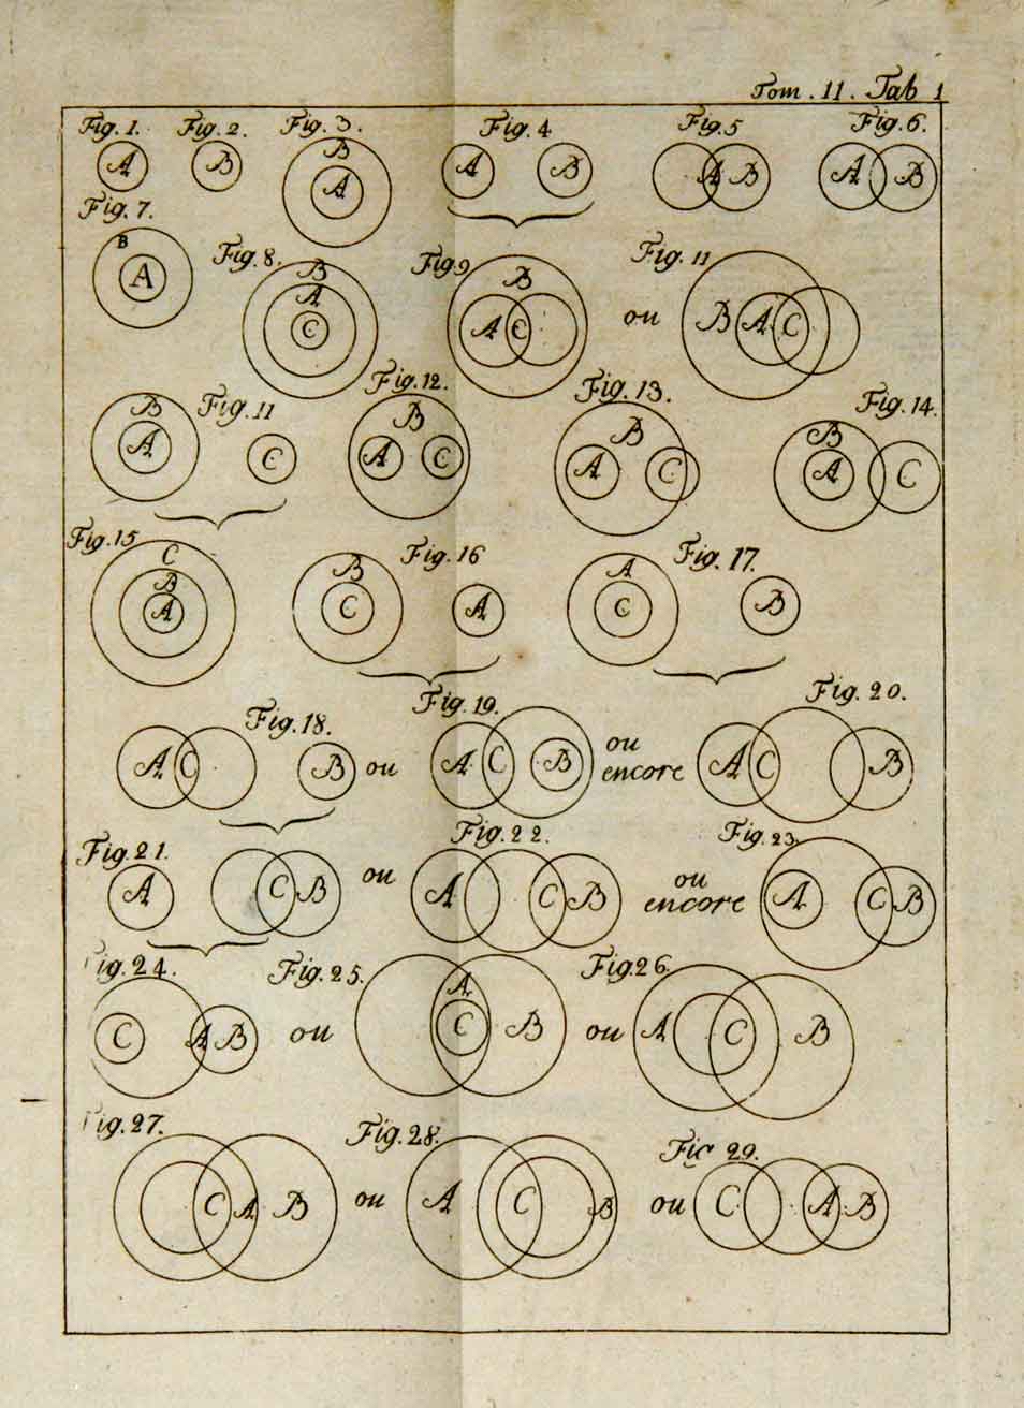 Tom. 11. Tab 1
Fig. 1. Fig. 2. Fig. 3. Fig. 4 Fig. 5 Fig. 6.
A B B A A B A B A B
Fig. 7.
B A
Fig. 8. Fig 9 Fig. 11
B A C B A C ou B A C
Fig. 11 Fig. 12. Fig. 13. Fig. 14.
B A C B A C B A C B A C
Fig. 15 Fig. 16 Fig. 17.
C B A B C A A C B
Fig. 18. Fig. 19. Fig. 20.
A C B ou A C B ou encore A C B
Fig. 21. Fig. 22. Fig. 23.
A C B ou A C B ou encore A C B
ig. 24. Fig. 25. Fig. 26.
C A B ou A C B ou A C B
ig. 27. Fig. 28. Fig 29.
C A B ou A C B ou C A B